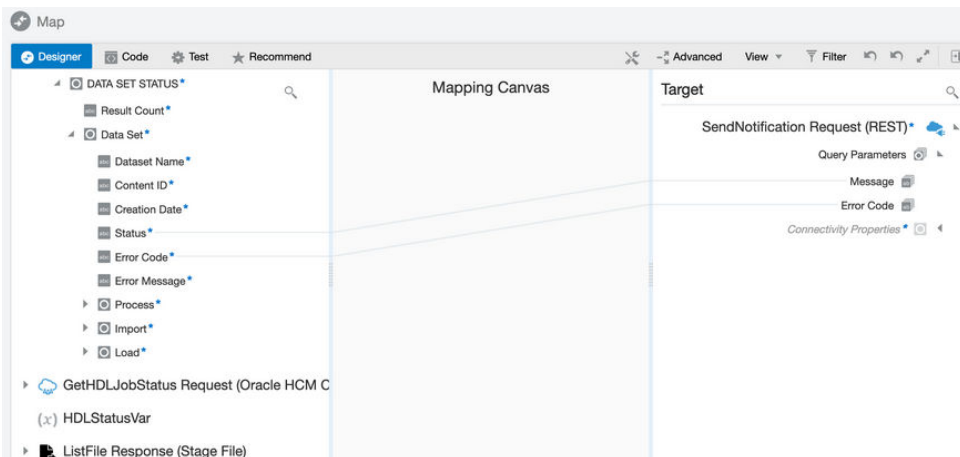 Map
Designer Code Test Recommend Advanced View Filter
DATA SET STATUS*
Result Count*
Data Set*
Dataset Name*
Content ID*
Creation Date*
Status*
Error Code*
Error Message*
Process*
Import*
Load*
GetHDLJobStatus Request (Oracle HCM C
(x) HDLStatusVar
ListFile Response (Stage File)
Mapping Canvas
Target
SendNotification Request (REST)*
Query Parameters
Message
Error Code
Connectivity Properties*